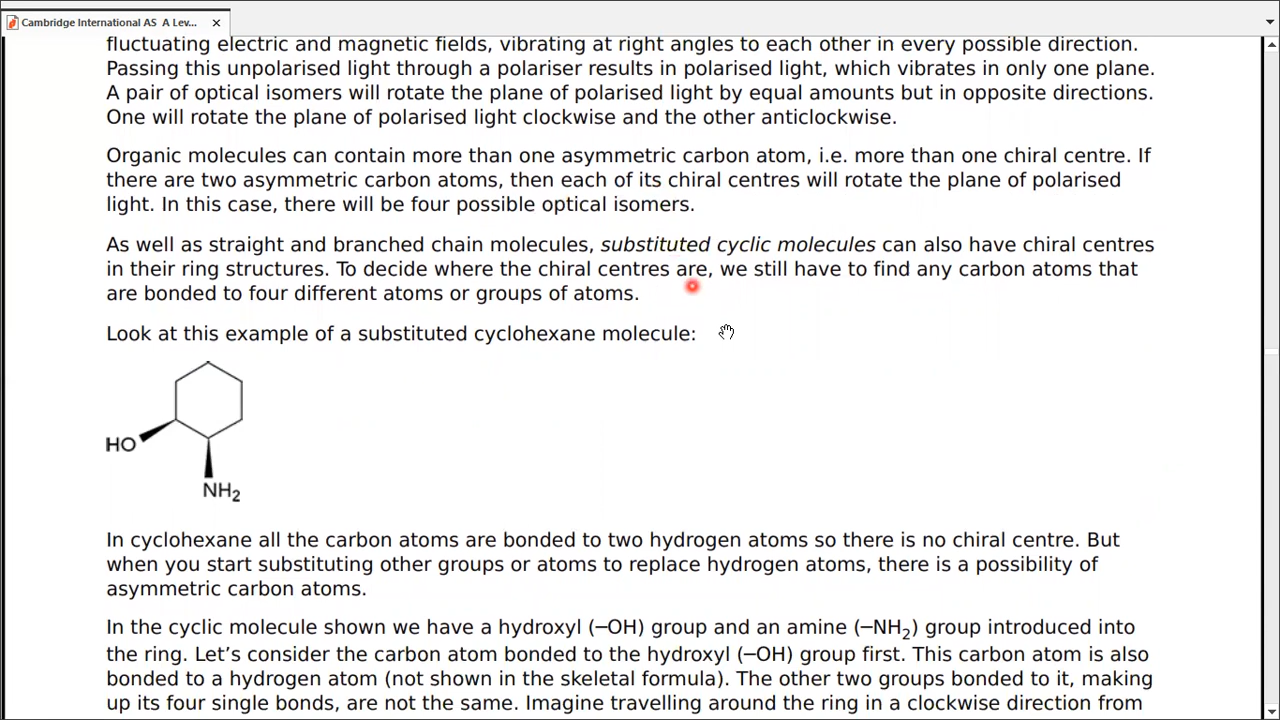 Cambridge International AS  A Lev...
fluctuating electric and magnetic fields, vibrating at right angles to each other in every possible direction.
Passing this unpolarised light through a polariser results in polarised light, which vibrates in only one plane.
A pair of optical isomers will rotate the plane of polarised light by equal amounts but in opposite directions.
One will rotate the plane of polarised light clockwise and the other anticlockwise.
Organic molecules can contain more than one asymmetric carbon atom, i.e. more than one chiral centre. If
there are two asymmetric carbon atoms, then each of its chiral centres will rotate the plane of polarised
light. In this case, there will be four possible optical isomers.
As well as straight and branched chain molecules, substituted cyclic molecules can also have chiral centres
in their ring structures. To decide where the chiral centres are, we still have to find any carbon atoms that
are bonded to four different atoms or groups of atoms.
Look at this example of a substituted cyclohexane molecule:
HO
NH₂
In cyclohexane all the carbon atoms are bonded to two hydrogen atoms so there is no chiral centre. But
when you start substituting other groups or atoms to replace hydrogen atoms, there is a possibility of
asymmetric carbon atoms.
In the cyclic molecule shown we have a hydroxyl (–OH) group and an amine (–NH₂) group introduced into
the ring. Let’s consider the carbon atom bonded to the hydroxyl (–OH) group first. This carbon atom is also
bonded to a hydrogen atom (not shown in the skeletal formula). The other two groups bonded to it, making
up its four single bonds, are not the same. Imagine travelling around the ring in a clockwise direction from